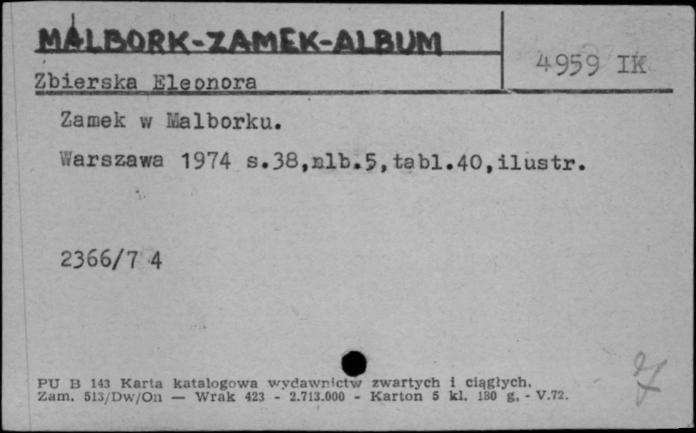 MALBORK-ZAMEK-ALBUM
4959 IK
Zbierska Eleonora
Zamek w Malborku.
Warszawa 1974 s.38,nlb.5,tabl.40,ilustr.
2366/7 4
PU B 143 Karta katalogowa wydawnictw zwartych i ciągłych.
Zam. 513/Dw/On — Wrak 423 - 2.713.000 - Karton 5 kl. 180 g. - V.72.